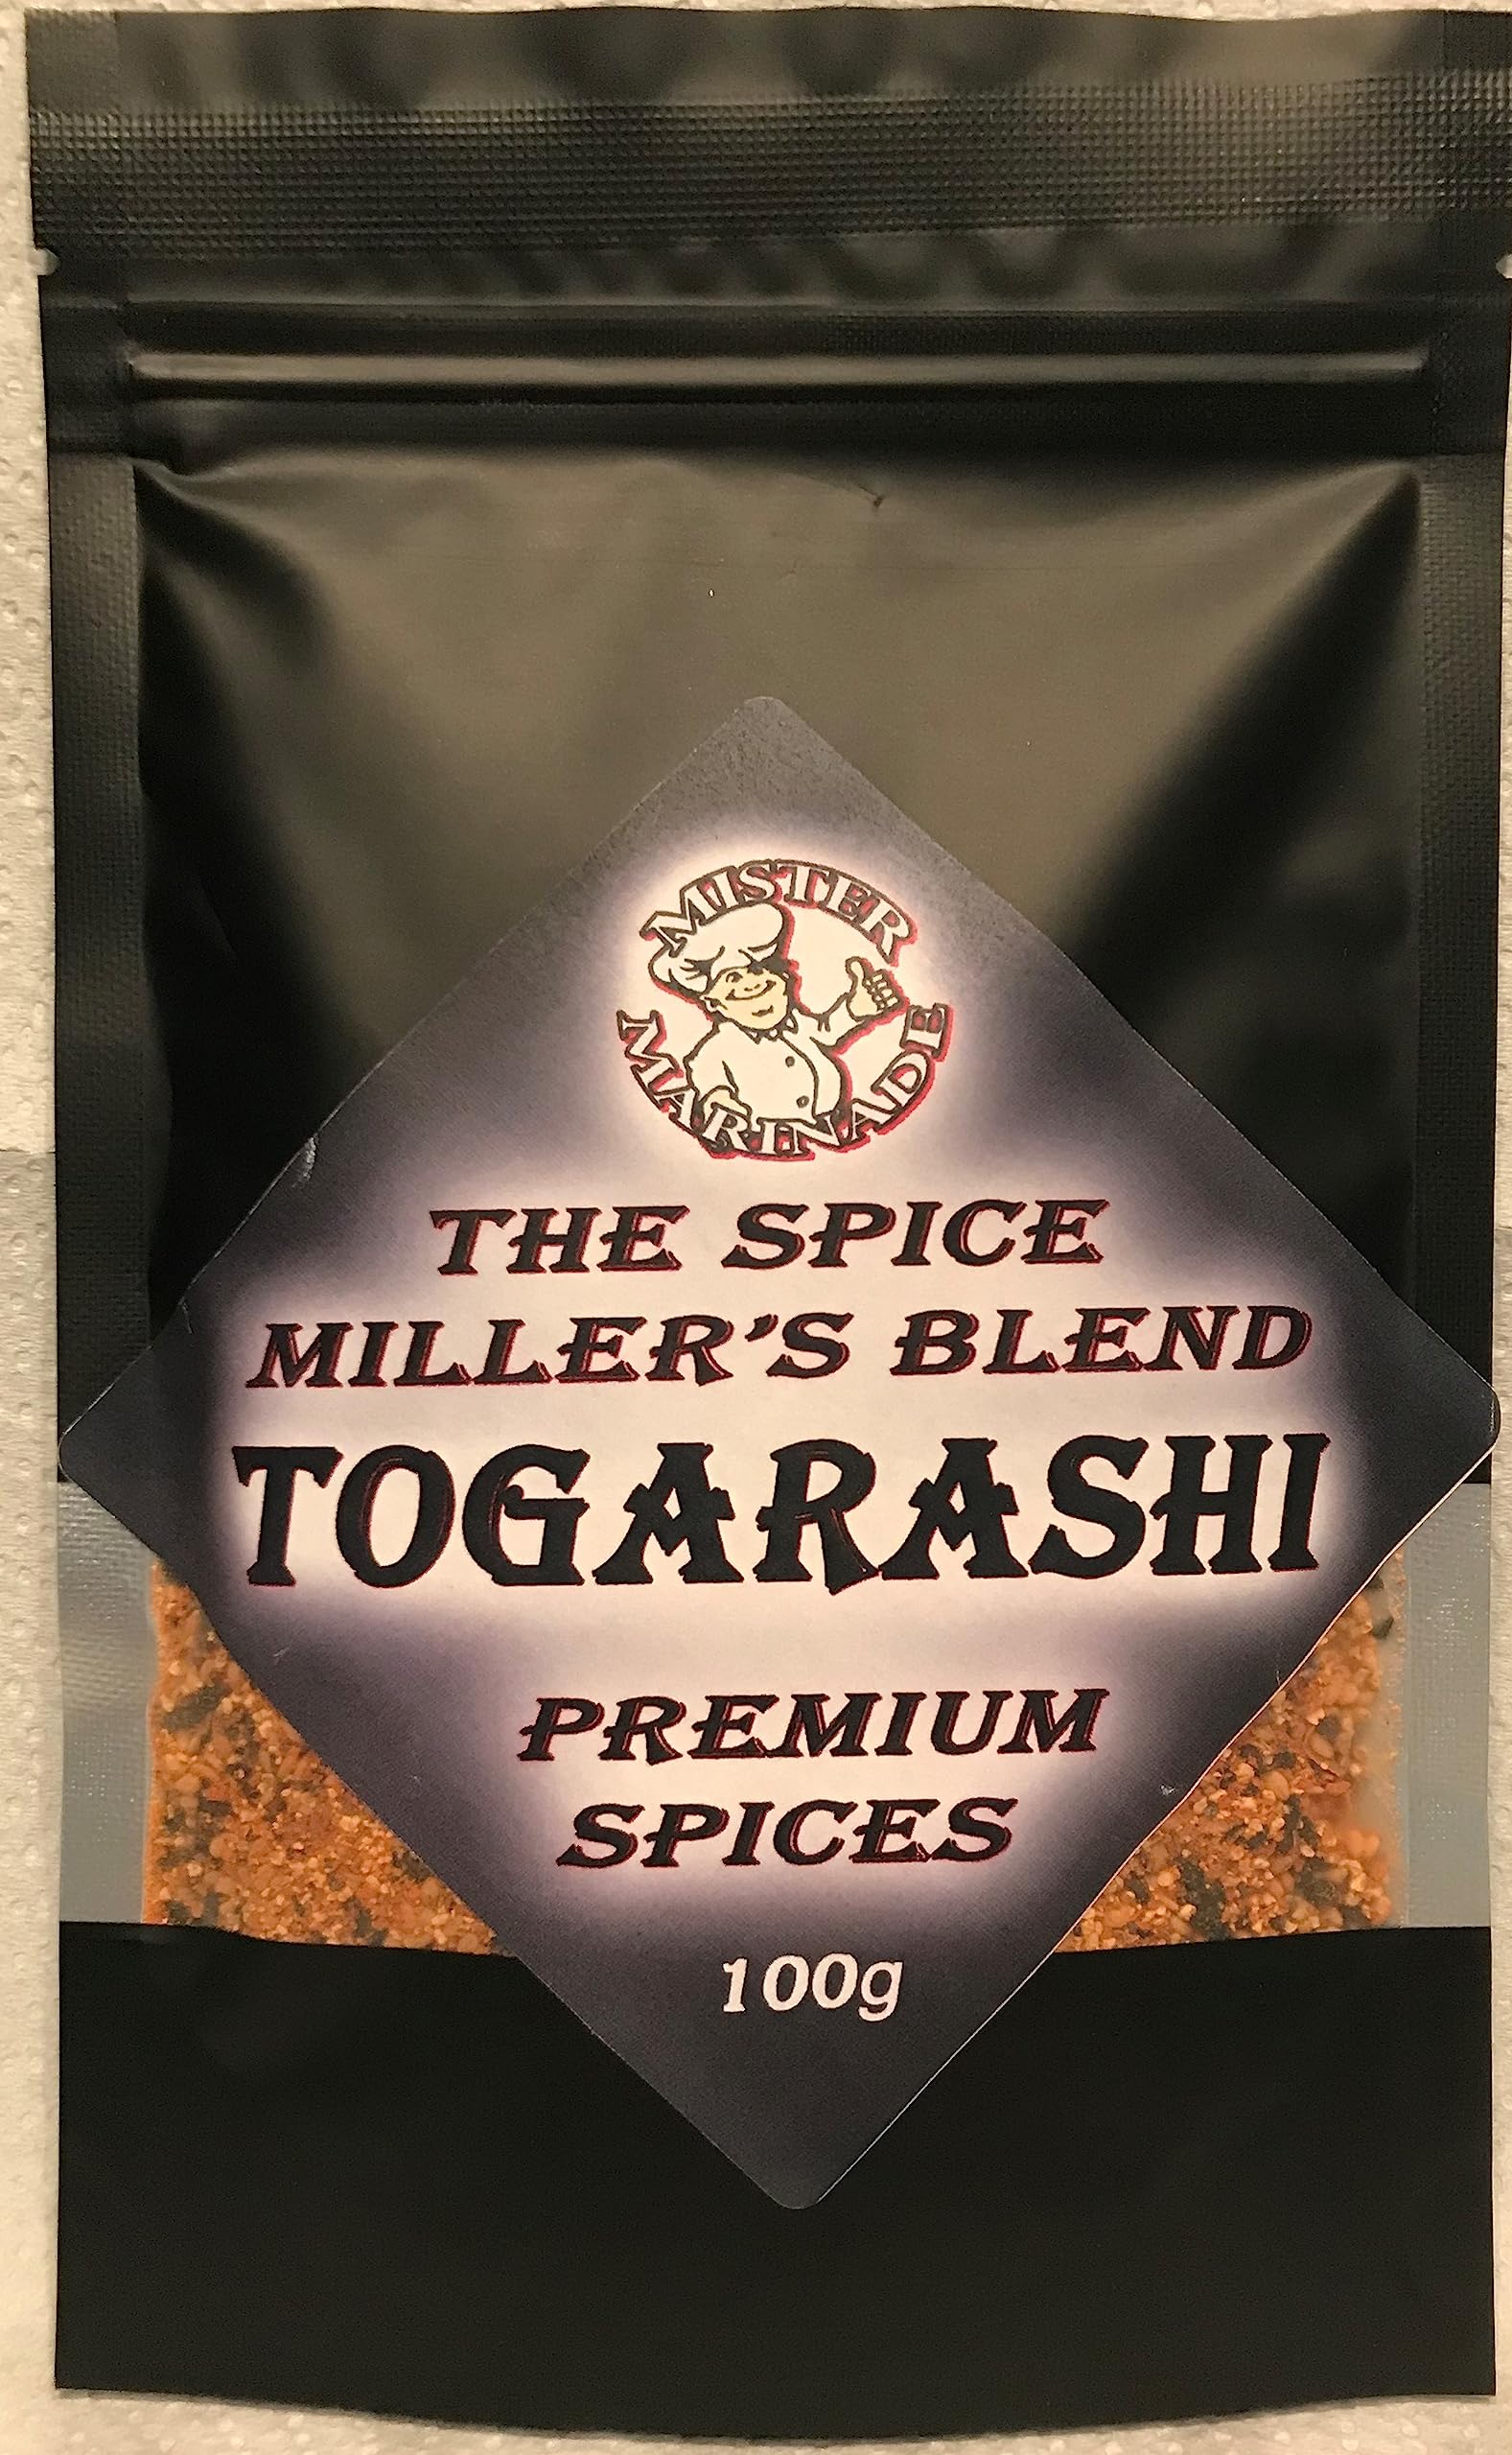 MISTER
MARINADE
THE SPICE
MILLER'S BLEND
TOGARASHI
PREMIUM
SPICES
100g